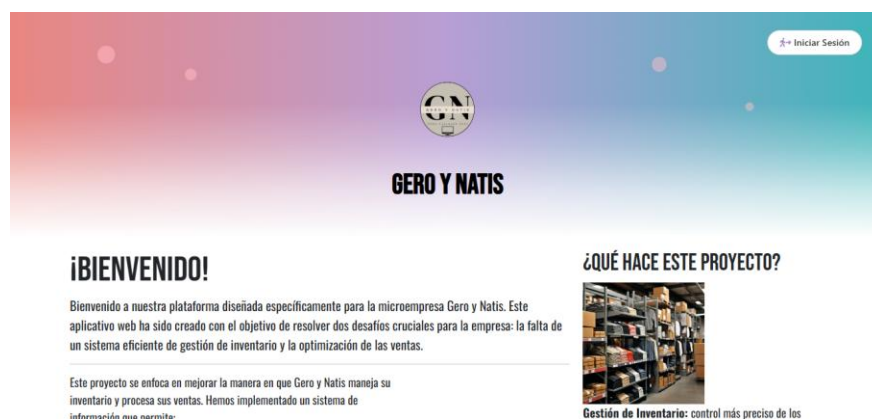 Iniciar Sesión
GN
GERO Y NATIS
GERO Y NATIS
¡BIENVENIDO!
Bienvenido a nuestra plataforma diseñada específicamente para la microempresa Gero y Natis. Este
aplicativo web ha sido creado con el objetivo de resolver dos desafíos cruciales para la empresa: la falta de
un sistema eficiente de gestión de inventario y la optimización de las ventas.
Este proyecto se enfoca en mejorar la manera en que Gero y Natis maneja su
inventario y procesa sus ventas. Hemos implementado un sistema de
información que permite:
¿QUÉ HACE ESTE PROYECTO?
Gestión de Inventario: control más preciso de los